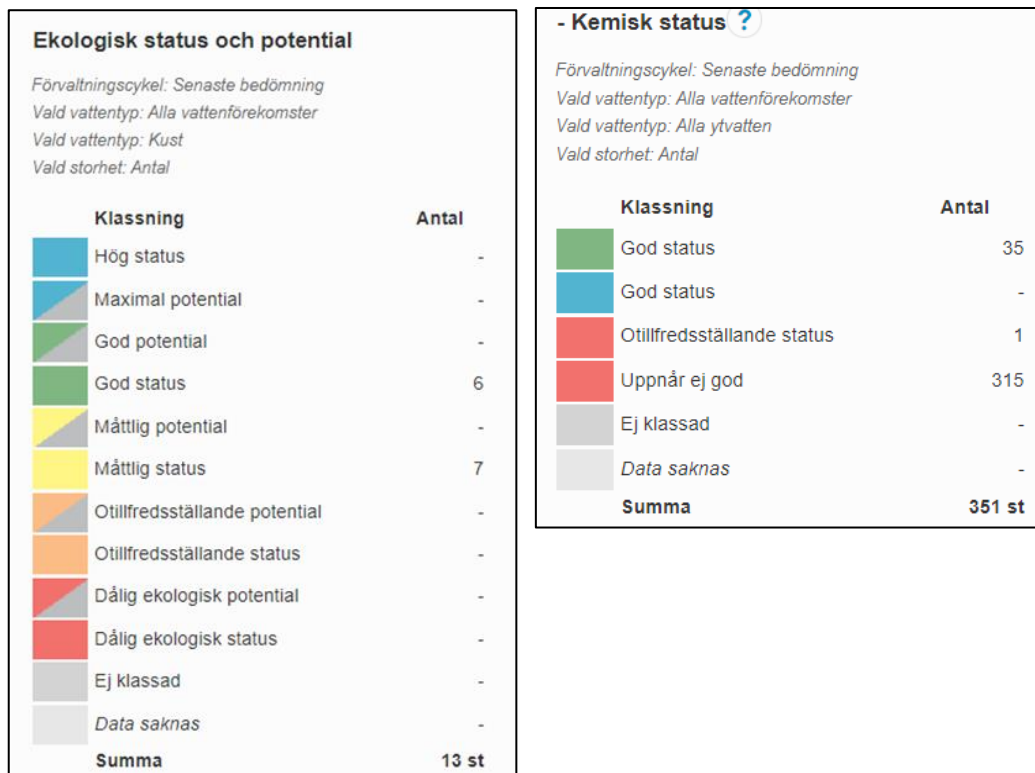 Ekologisk status och potential
Förvaltningscykel: Senaste bedömning
Vald vattentyp: Alla vattenförekomster
Vald vattentyp: Kust
Vald storhet: Antal
Klassning Antal
Hög status -
Maximal potential -
God potential -
God status 6
Måttlig potential -
Måttlig status 7
Otillfredsställande potential -
Otillfredsställande status -
Dålig ekologisk potential -
Dålig ekologisk status -
Ej klassad -
Data saknas -
Summa 13 st
- Kemisk status ?
Förvaltningscykel: Senaste bedömning
Vald vattentyp: Alla vattenförekomster
Vald vattentyp: Alla ytvatten
Vald storhet: Antal
Klassning Antal
God status 35
God status -
Otillfredsställande status 1
Uppnår ej god 315
Ej klassad -
Data saknas -
Summa 351 st